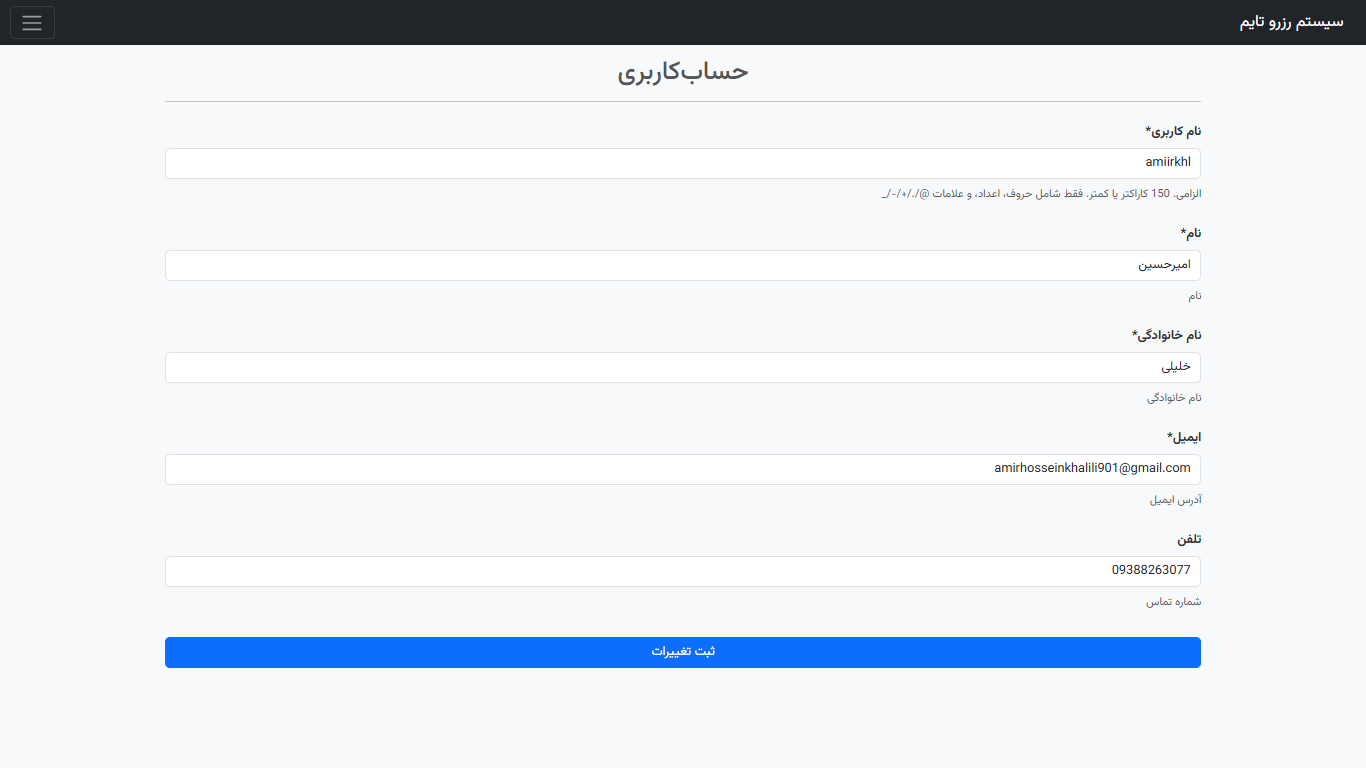 سیستم رزرو تایم
حساب‌کاربری
نام کاربری*
amiirkhl
الزامی. 150 کاراکتر یا کمتر. فقط شامل حروف، اعداد، و علامات @/./+/-/_
نام*
امیرحسین
نام
نام خانوادگی*
خلیلی
نام خانوادگی
ایمیل*
amirhosseinkhalili901@gmail.com
آدرس ایمیل
تلفن
09388263077
شماره تماس
ثبت تغییرات